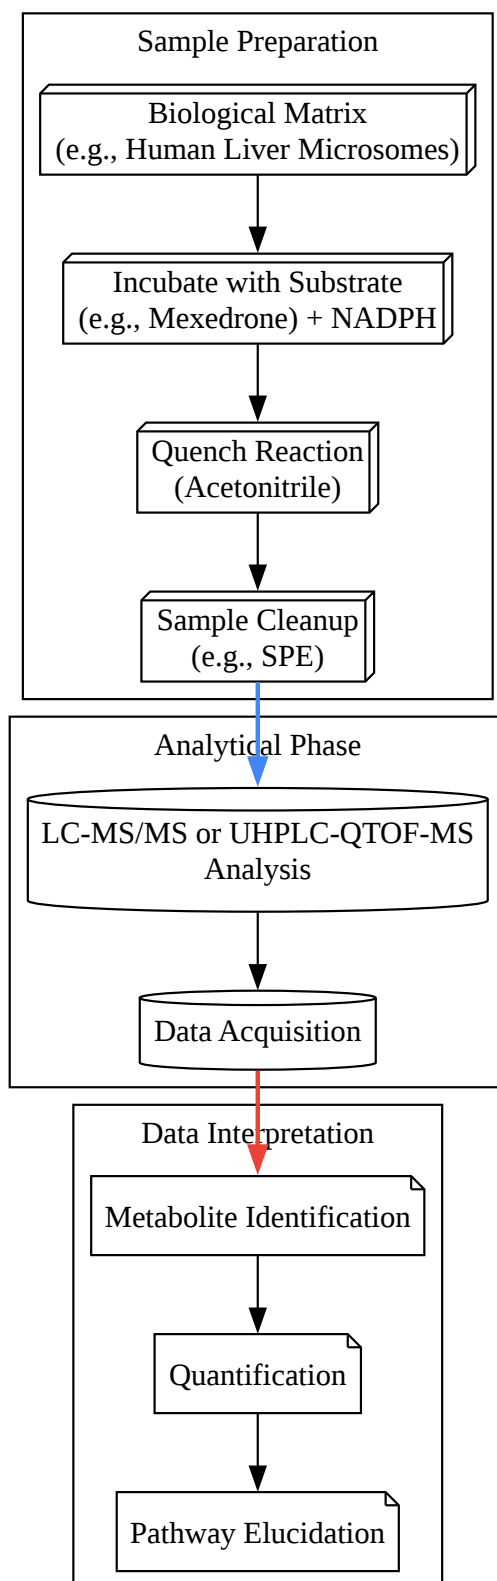 Sample Preparation
Biological Matrix
(e.g., Human Liver Microsomes)
Incubate with Substrate
(e.g., Mexedrone) + NADPH
Quench Reaction
(Acetonitrile)
Sample Cleanup
(e.g., SPE)
Analytical Phase
LC-MS/MS or UHPLC-QTOF-MS
Analysis
Data Acquisition
Data Interpretation
Metabolite Identification
Quantification
Pathway Elucidation